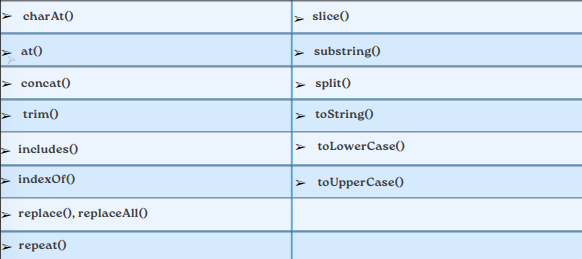 ➢ charAt()
➢ slice()
➢ at()
➢ substring()
➢ concat()
➢ split()
➢ trim()
➢ toString()
➢ includes()
➢ toLowerCase()
➢ indexOf()
➢ toUpperCase()
➢ replace(), replaceAll()
➢ repeat()